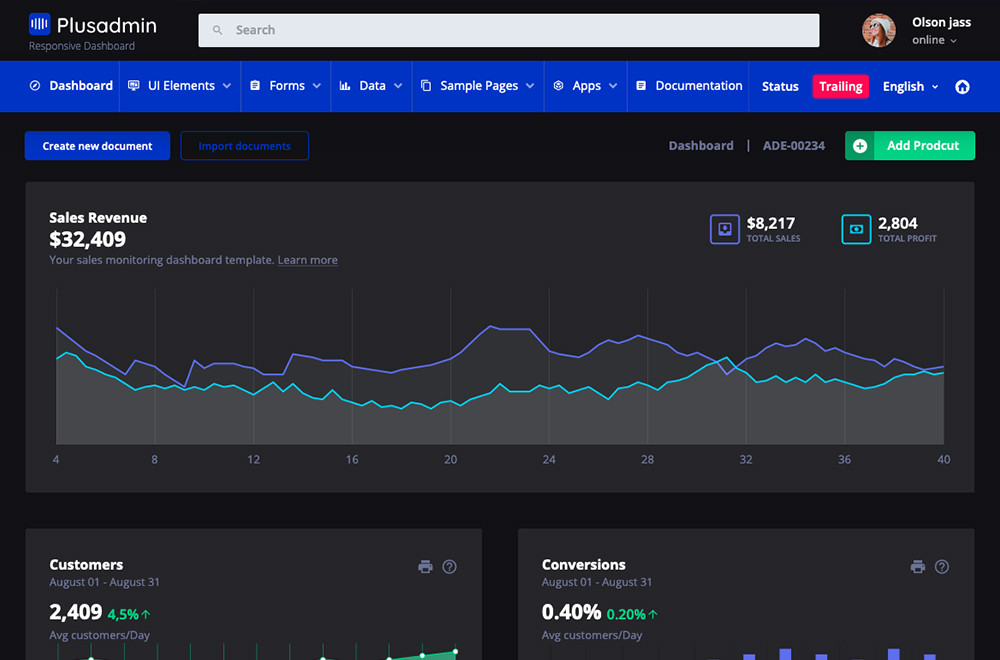 Plusadmin
Responsive Dashboard
Search
Olson jass
online
Dashboard UI Elements Forms Data Sample Pages Apps Documentation Status Trailing English
Create new document Import documents Dashboard | ADE-00234 Add Prodcut
Sales Revenue
$32,409
Your sales monitoring dashboard template. Learn more
$8,217
TOTAL SALES
2,804
TOTAL PROFIT
4 8 12 16 20 24 28 32 36 40
Customers
August 01 - August 31
2,409 4,5%↑
Avg customers/Day
Conversions
August 01 - August 31
0.40% 0.20%↑
Avg customers/Day